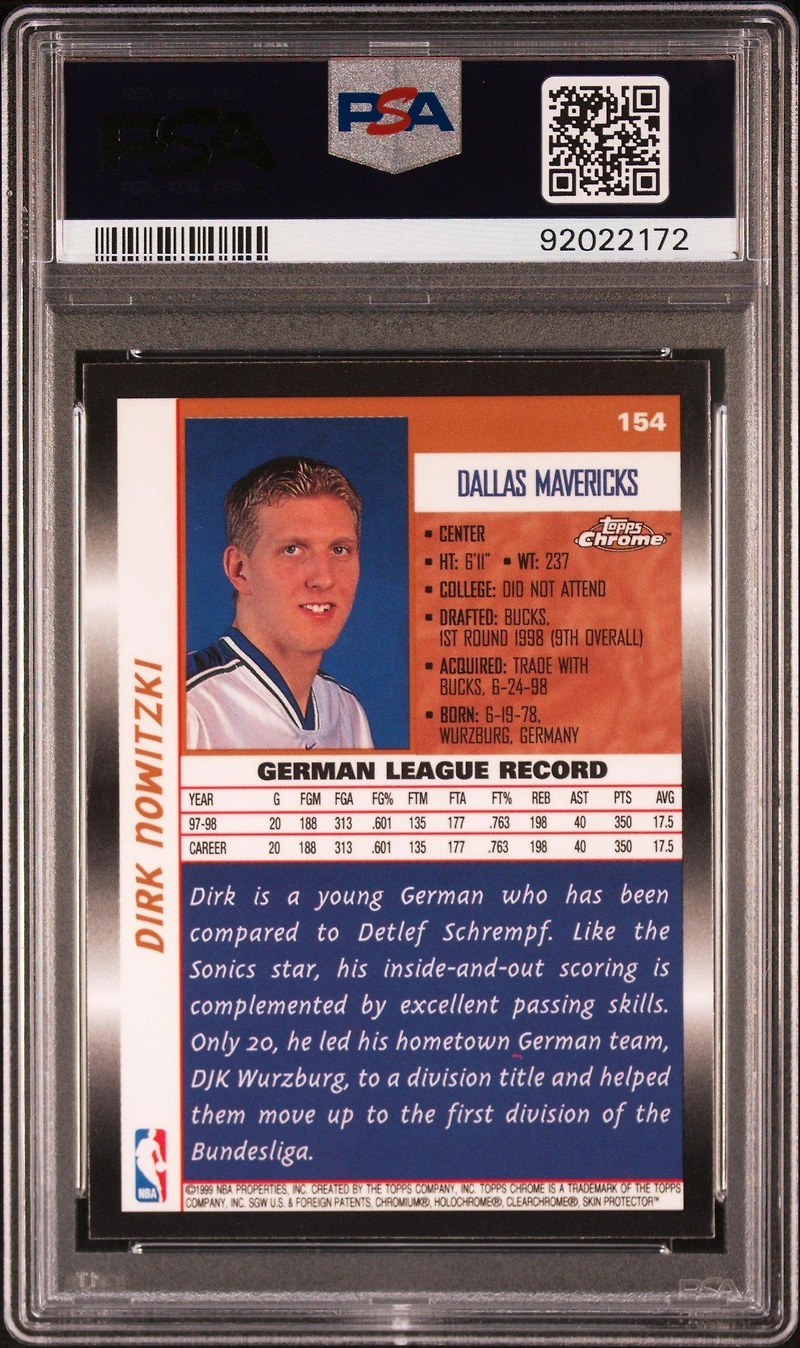 PSA
PSA
92022172
154
DALLAS MAVERICKS
Topps
Chrome™
▪ CENTER
▪ HT: 6'11" ▪ WT: 237
▪ COLLEGE: DID NOT ATTEND
▪ DRAFTED: BUCKS,
1ST ROUND 1998 (9TH OVERALL)
▪ ACQUIRED: TRADE WITH
BUCKS, 6-24-98
▪ BORN: 6-19-78,
WURZBURG, GERMANY
DIRK NOWITZKI
GERMAN LEAGUE RECORD
YEAR G FGM FGA FG% FTM FTA FT% REB AST PTS AVG
97-98 20 188 313 .601 135 177 .763 198 40 350 17.5
CAREER 20 188 313 .601 135 177 .763 198 40 350 17.5
Dirk is a young German who has been
compared to Detlef Schrempf. Like the
Sonics star, his inside-and-out scoring is
complemented by excellent passing skills.
Only 20, he led his hometown German team,
DJK Wurzburg, to a division title and helped
them move up to the first division of the
Bundesliga.
NBA
©1999 NBA PROPERTIES, INC. CREATED BY THE TOPPS COMPANY, INC. TOPPS CHROME IS A TRADEMARK OF THE TOPPS
COMPANY, INC. SGW U.S. & FOREIGN PATENTS, CHROMIUM®, HOLOCHROME®, CLEARCHROME®, SKIN PROTECTOR™
PSA